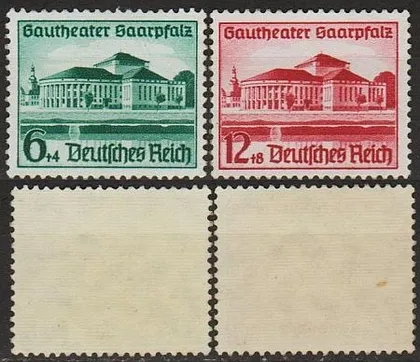 Gautheater Saarpfalz
6+4 Deutsches Reich
Gautheater Saarpfalz
12+8 Deutsches Reich